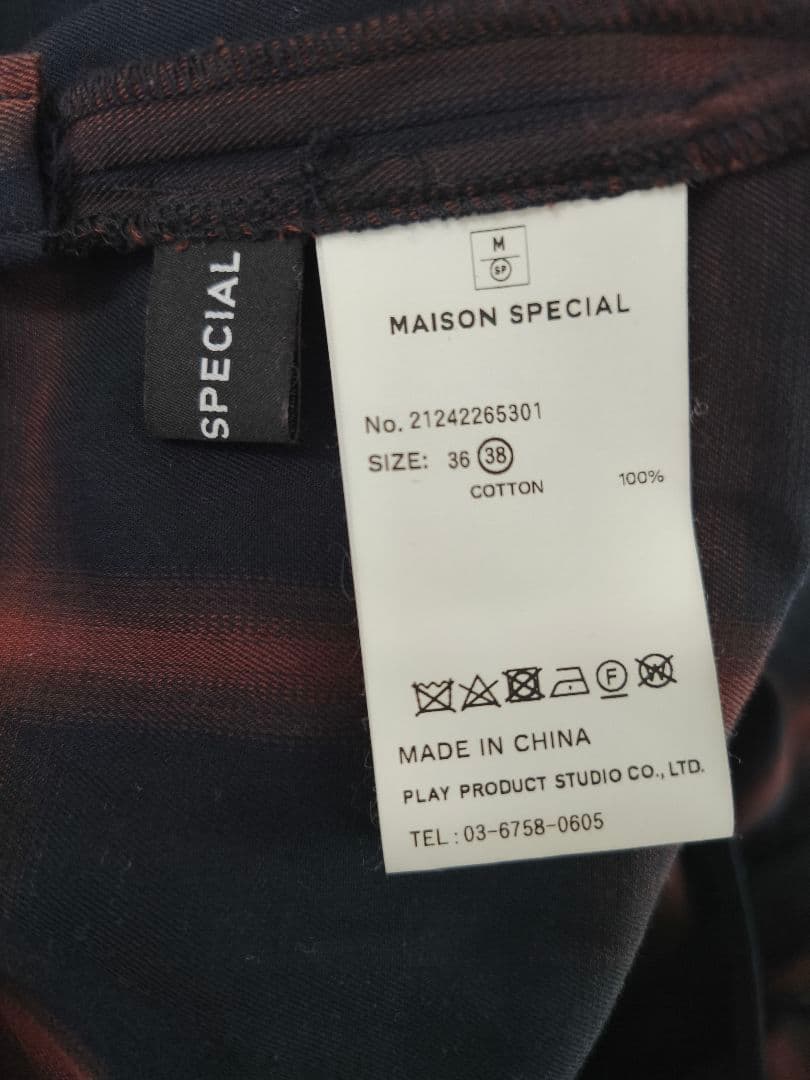 SPECIAL
M
SP
MAISON SPECIAL
No. 21242265301
SIZE: 36 38
COTTON 100%
F
W
MADE IN CHINA
PLAY PRODUCT STUDIO CO., LTD.
TEL : 03-6758-0605